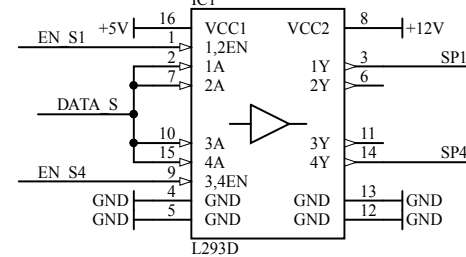 IC1
+5V 16 VCC1 VCC2 8 +12V
EN_S1 1 1,2EN
2 1A 1Y 3 SP1
7 2A 2Y 6
DATA_S
10 3A 3Y 11
15 4A 4Y 14 SP4
EN_S4 9 3,4EN
GND 4 GND GND 13 GND
GND 5 GND GND 12 GND
L293D